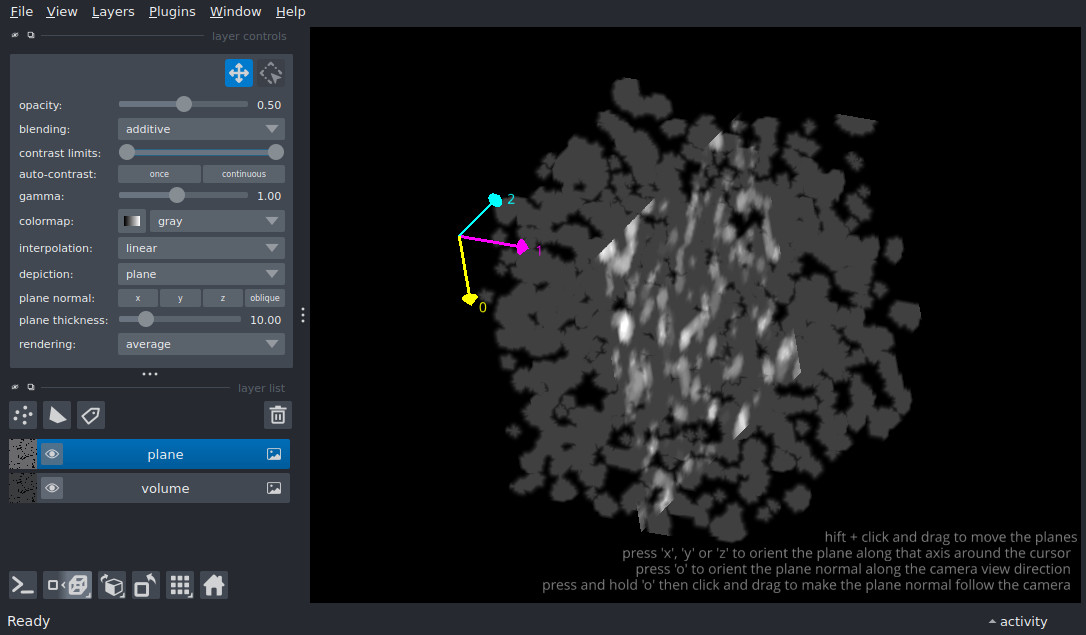 File View Layers Plugins Window Help
layer controls
opacity: 0.50
blending: additive
contrast limits:
auto-contrast: once continuous
gamma: 1.00
colormap: gray
interpolation: linear
depiction: plane
plane normal: x y z oblique
plane thickness: 10.00
rendering: average
layer list
plane
volume
2
1
0
hift + click and drag to move the planes
press 'x', 'y' or 'z' to orient the plane along that axis around the cursor
press 'o' to orient the plane normal along the camera view direction
press and hold 'o' then click and drag to make the plane normal follow the camera
Ready activity